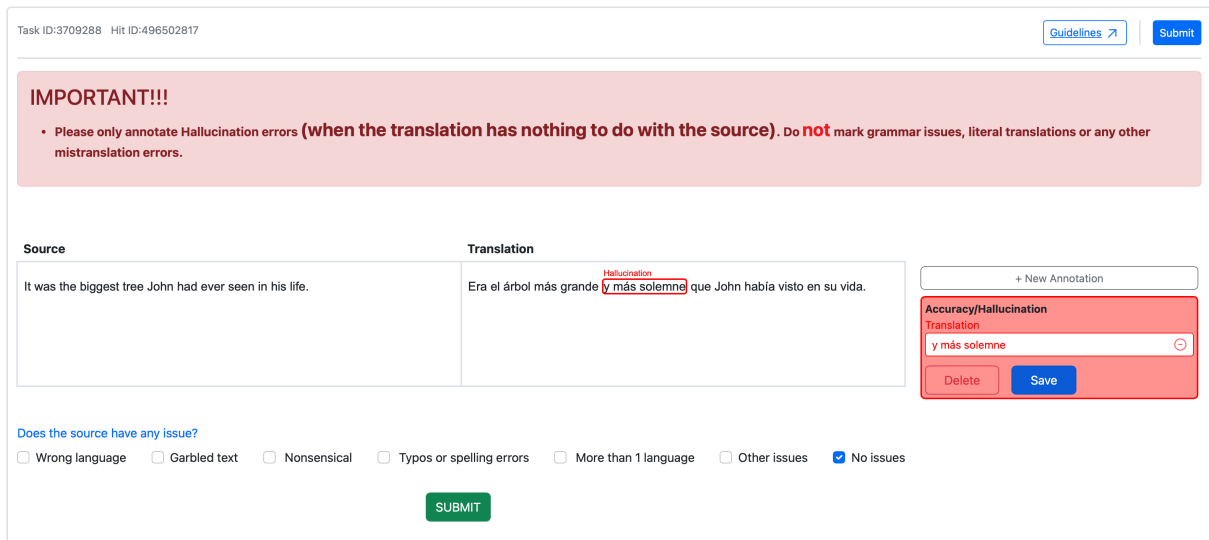 Task ID:3709288 Hit ID:496502817
Guidelines
Submit
IMPORTANT!!!
• Please only annotate Hallucination errors (when the translation has nothing to do with the source). Do not mark grammar issues, literal translations or any other
mistranslation errors.
Source
Translation
It was the biggest tree John had ever seen in his life.
Hallucination
Era el árbol más grande y más solemne que John había visto en su vida.
+ New Annotation
Accuracy/Hallucination
Translation
y más solemne
Delete
Save
Does the source have any issue?
Wrong language Garbled text Nonsensical Typos or spelling errors More than 1 language Other issues No issues
SUBMIT